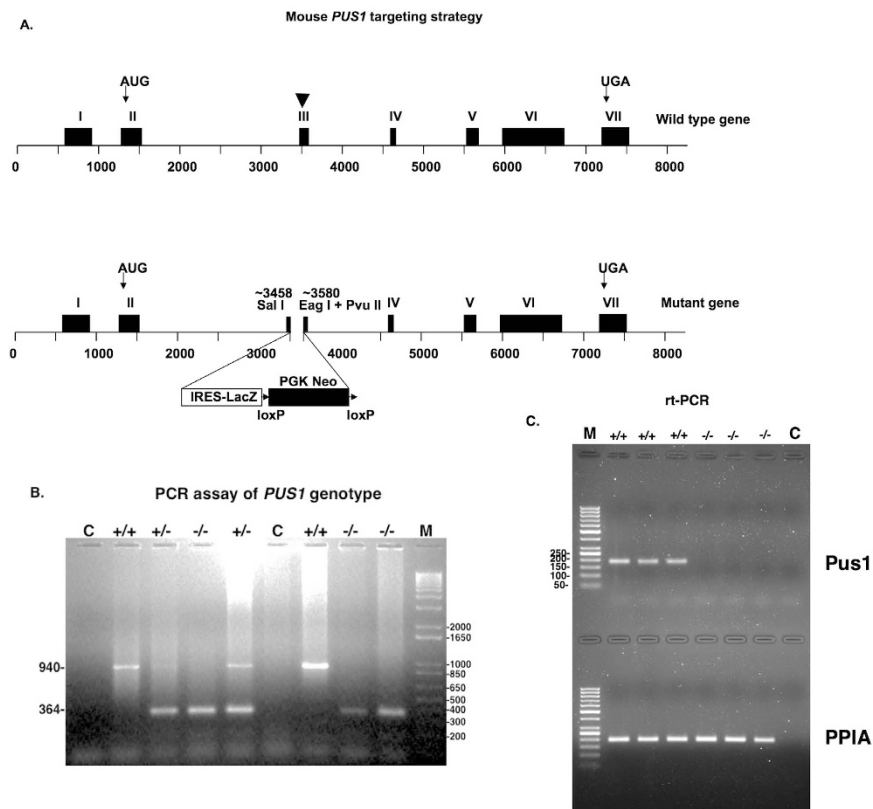 Mouse PUS1 targeting strategy
A.
AUG UGA
I II III IV V VI VII Wild type gene
0 1000 2000 3000 4000 5000 6000 7000 8000
AUG ~3458 ~3580 UGA
I II Sal I Eag I + Pvu II IV V VI VII Mutant gene
0 1000 2000 3000 4000 5000 6000 7000 8000
PGK Neo
IRES-LacZ
loxP loxP
B. PCR assay of PUS1 genotype
C +/+ +/- -/- +/- C +/+ -/- -/- M
940-
364-
-2000
-1650
-1000
-850
-650
-500
-400
-300
-200
rt-PCR
C.
M +/+ +/+ +/+ -/- -/- -/- C
250-
200-
150-
100-
50-
Pus1
PPIA